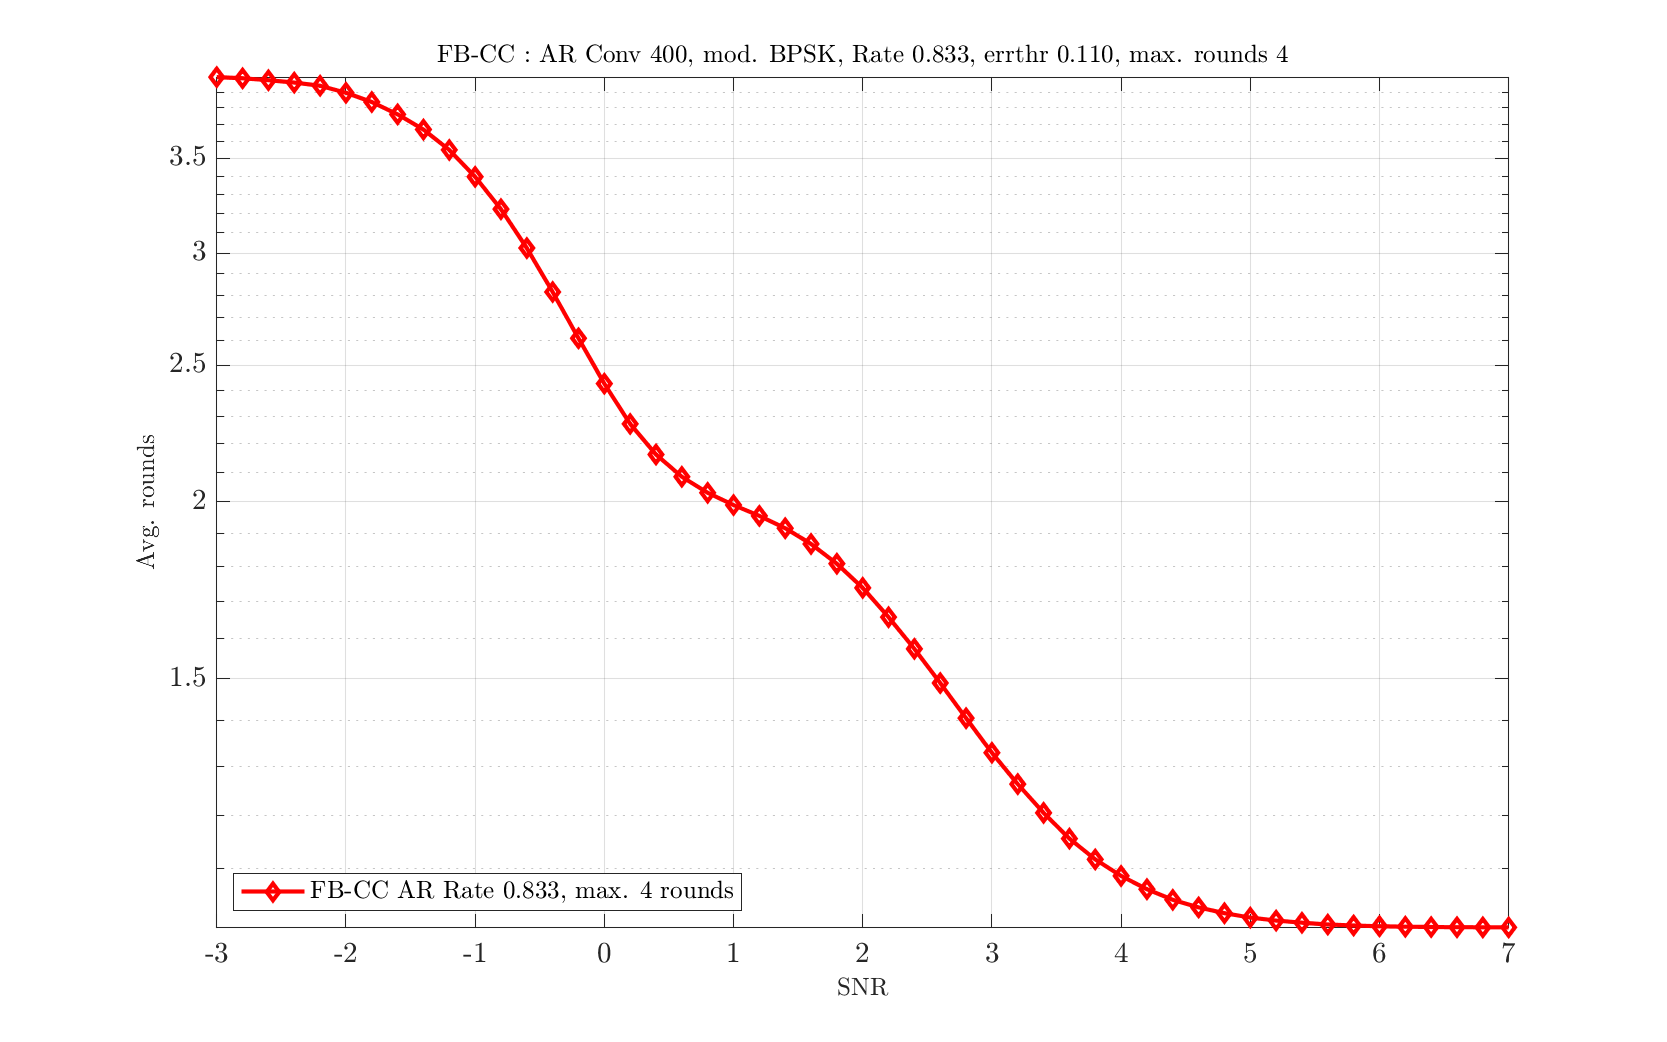 FB-CC : AR Conv 400, mod. BPSK, Rate 0.833, errthr 0.110, max. rounds 4
3.5
3
2.5
2
1.5
Avg. rounds
FB-CC AR Rate 0.833, max. 4 rounds
-3 -2 -1 0 1 2 3 4 5 6 7
SNR